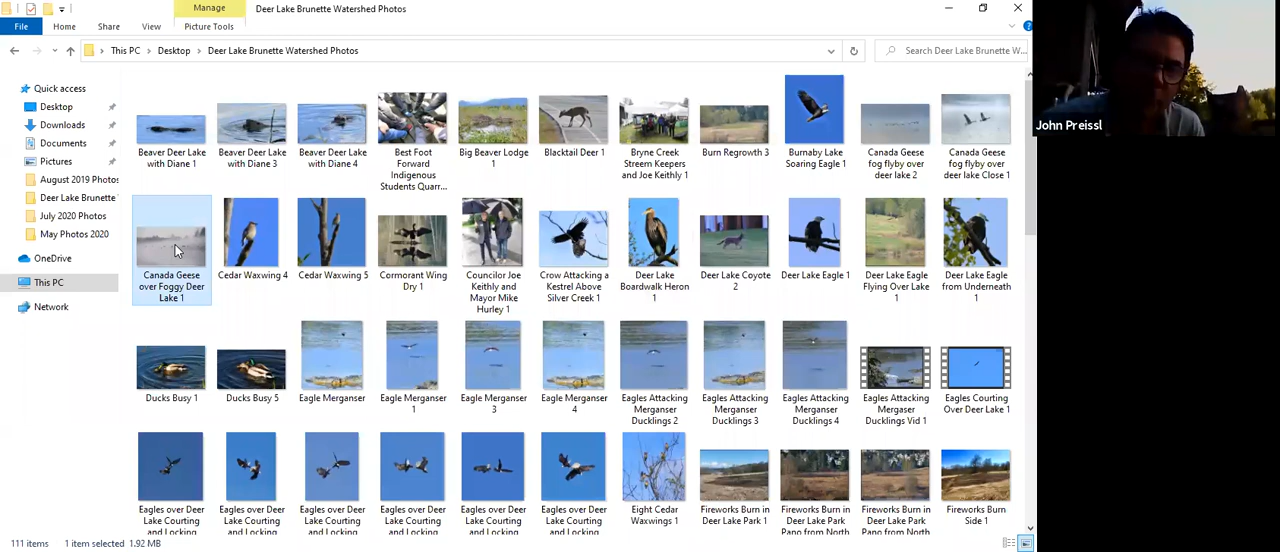 Manage
Deer Lake Brunette Watershed Photos
File
Home
Share
View
Picture Tools
This PC
Desktop
Deer Lake Brunette Watershed Photos
Search Deer Lake Brunette W...
Quick access
Desktop
Downloads
Documents
Pictures
August 2019 Photos
Deer Lake Brunette
July 2020 Photos
May Photos 2020
OneDrive
This PC
Network
Beaver Deer Lake
with Diane 1
Beaver Deer Lake
with Diane 3
Beaver Deer Lake
with Diane 4
Best Foot
Forward
Indigenous
Students Quarr...
Big Beaver Lodge
1
Blacktail Deer 1
Bryne Creek
Streem Keepers
and Joe Keithly 1
Burn Regrowth 3
Burnaby Lake
Soaring Eagle 1
Canada Geese
fog flyby over
deer lake 2
Canada Geese
fog flyby over
deer lake Close 1
Canada Geese
over Foggy Deer
Lake 1
Cedar Waxwing 4
Cedar Waxwing 5
Cormorant Wing
Dry 1
Councilor Joe
Keithly and
Mayor Mike
Hurley 1
Crow Attacking a
Kestrel Above
Silver Creek 1
Deer Lake
Boardwalk Heron
1
Deer Lake Coyote
2
Deer Lake Eagle 1
Deer Lake Eagle
Flying Over Lake
1
Deer Lake Eagle
from Underneath
1
Ducks Busy 1
Ducks Busy 5
Eagle Merganser
Eagle Merganser
1
Eagle Merganser
3
Eagle Merganser
4
Eagles Attacking
Merganser
Ducklings 2
Eagles Attacking
Merganser
Ducklings 3
Eagles Attacking
Merganser
Ducklings 4
Eagles Attacking
Mergaser
Ducklings Vid 1
Eagles Courting
Over Deer Lake 1
Eagles over Deer
Lake Courting
and Locking
Eagles over Deer
Lake Courting
and Locking
Eagles over Deer
Lake Courting
and Locking
Eagles over Deer
Lake Courting
and Locking
Eagles over Deer
Lake Courting
and Locking
Eagles over Deer
Lake Courting
and Locking
Eight Cedar
Waxwings 1
Fireworks Burn in
Deer Lake Park 1
Fireworks Burn in
Deer Lake Park
Pano from North
Fireworks Burn in
Deer Lake Park
Pano from North
Fireworks Burn
Side 1
111 items
1 item selected 1.92 MB
John Preissl